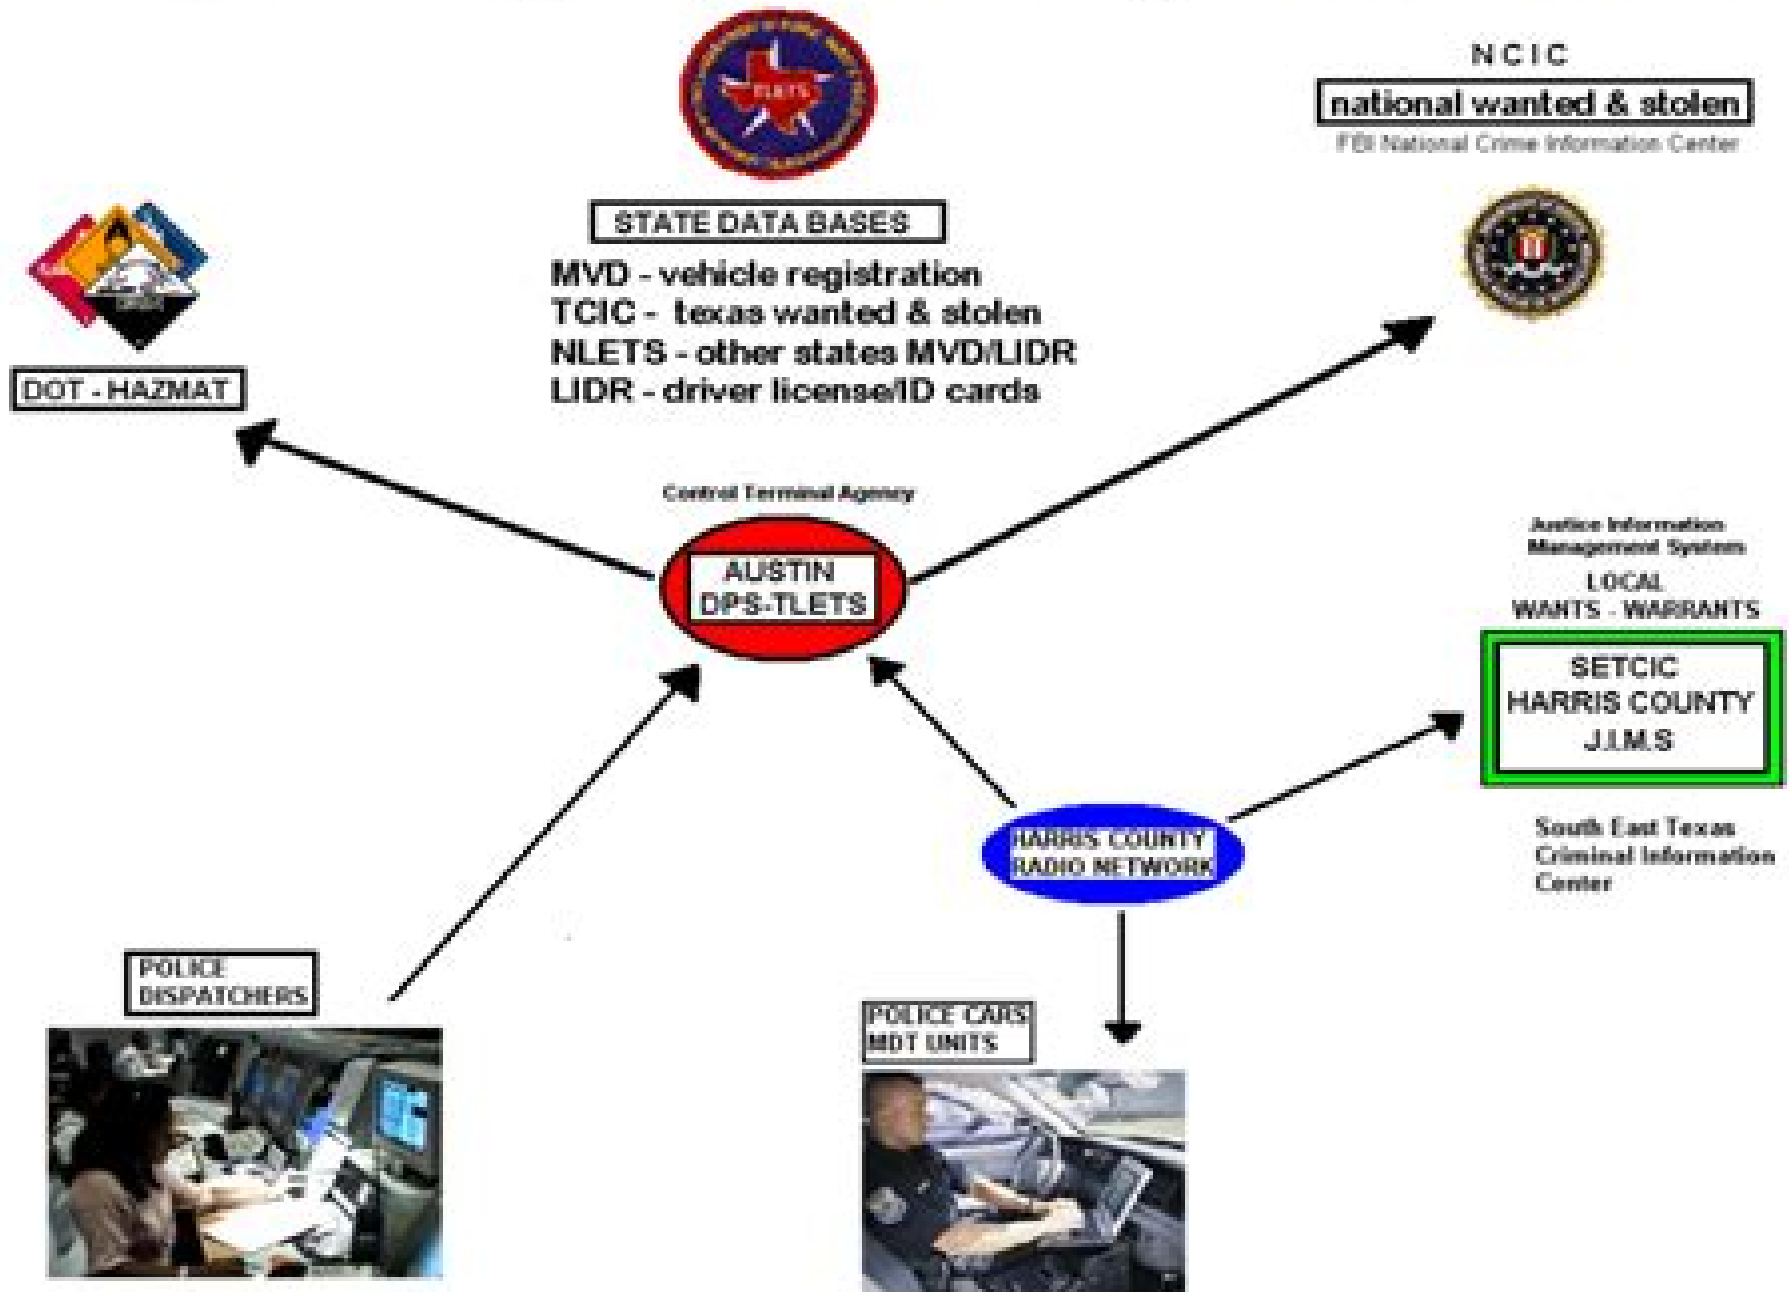 NCIC
national wanted & stolen
FBI National Crime Information Center
TLETS
STATE DATA BASES
MVD - vehicle registration
TCIC - texas wanted & stolen
NLETS - other states MVD/LIDR
LIDR - driver license/ID cards
DOT - HAZMAT
Control Terminal Agency
AUSTIN
DPS-TLETS
Justice Information
Management System
LOCAL
WANTS - WARRANTS
SETCIC
HARRIS COUNTY
J.I.M.S
South East Texas
Criminal Information
Center
HARRIS COUNTY
RADIO NETWORK
POLICE
DISPATCHERS
POLICE CARS
MDT UNITS